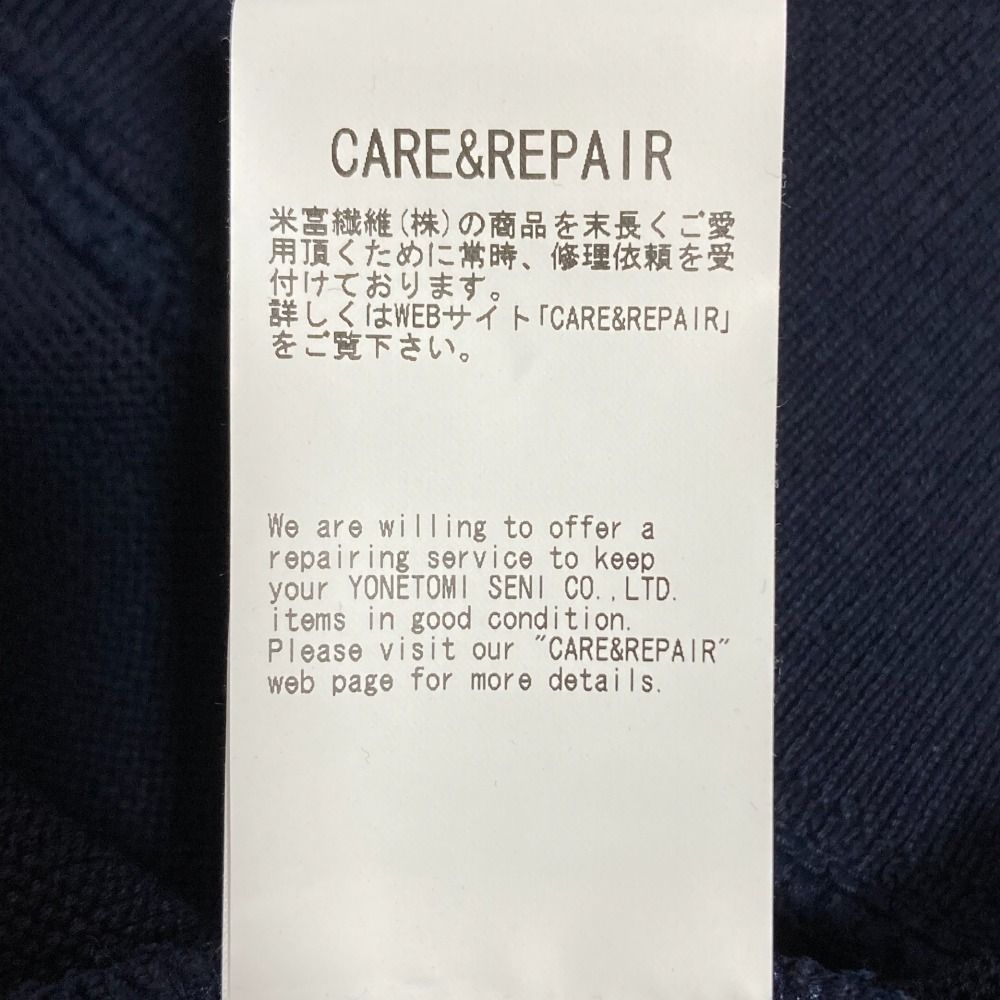 CARE&REPAIR
米富繊維(株)の商品を末長くご愛
用頂くために常時、修理依頼を受
付けております。
詳しくはWEBサイト「CARE&REPAIR」
をご覧下さい。
We are willing to offer a
repairing service to keep
your YONETOMI SENI CO.,LTD.
items in good condition.
Please visit our "CARE&REPAIR"
web page for more details.